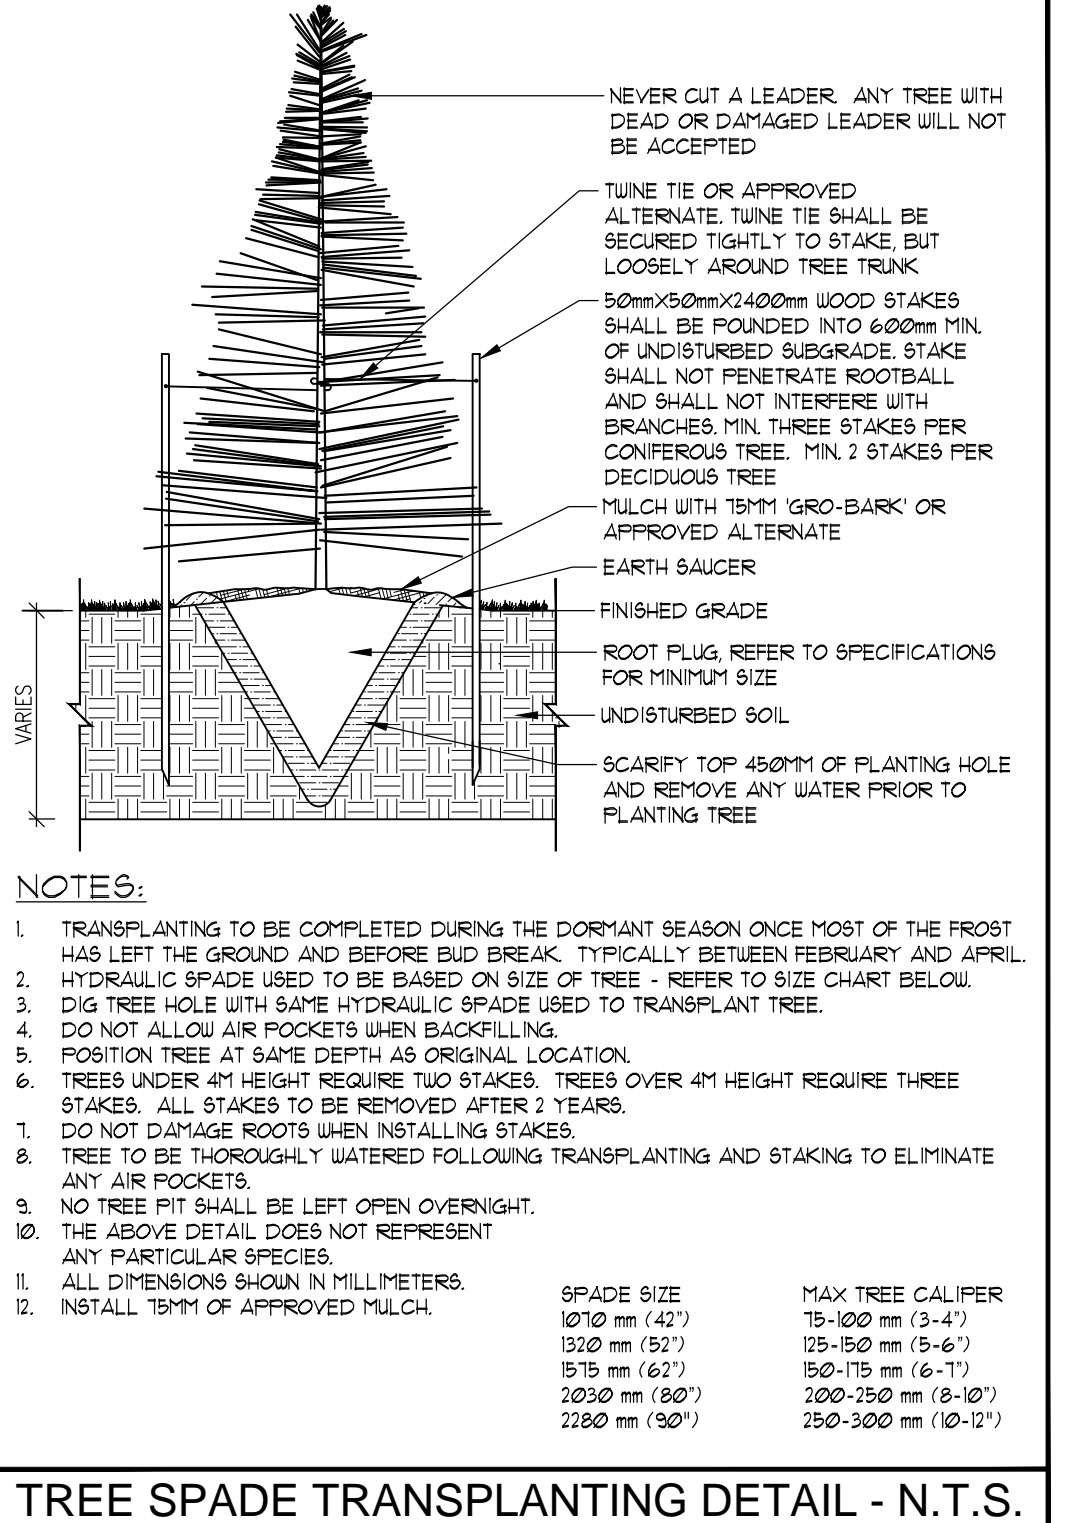 NEVER CUT A LEADER. ANY TREE WITH
DEAD OR DAMAGED LEADER WILL NOT
BE ACCEPTED
TWINE TIE OR APPROVED
ALTERNATE. TWINE TIE SHALL BE
SECURED TIGHTLY TO STAKE, BUT
LOOSELY AROUND TREE TRUNK
50mmX50mmX2400mm WOOD STAKES
SHALL BE POUNDED INTO 600mm MIN.
OF UNDISTURBED SUBGRADE. STAKE
SHALL NOT PENETRATE ROOTBALL
AND SHALL NOT INTERFERE WITH
BRANCHES. MIN. THREE STAKES PER
CONIFEROUS TREE. MIN. 2 STAKES PER
DECIDUOUS TREE
MULCH WITH 75MM 'GRO-BARK' OR
APPROVED ALTERNATE
EARTH SAUCER
FINISHED GRADE
ROOT PLUG, REFER TO SPECIFICATIONS
FOR MINIMUM SIZE
UNDISTURBED SOIL
SCARIFY TOP 450MM OF PLANTING HOLE
AND REMOVE ANY WATER PRIOR TO
PLANTING TREE
VARIES
NOTES:
1. TRANSPLANTING TO BE COMPLETED DURING THE DORMANT SEASON ONCE MOST OF THE FROST
HAS LEFT THE GROUND AND BEFORE BUD BREAK. TYPICALLY BETWEEN FEBRUARY AND APRIL.
2. HYDRAULIC SPADE USED TO BE BASED ON SIZE OF TREE - REFER TO SIZE CHART BELOW.
3. DIG TREE HOLE WITH SAME HYDRAULIC SPADE USED TO TRANSPLANT TREE.
4. DO NOT ALLOW AIR POCKETS WHEN BACKFILLING.
5. POSITION TREE AT SAME DEPTH AS ORIGINAL LOCATION.
6. TREES UNDER 4M HEIGHT REQUIRE TWO STAKES. TREES OVER 4M HEIGHT REQUIRE THREE
STAKES. ALL STAKES TO BE REMOVED AFTER 2 YEARS.
7. DO NOT DAMAGE ROOTS WHEN INSTALLING STAKES.
8. TREE TO BE THOROUGHLY WATERED FOLLOWING TRANSPLANTING AND STAKING TO ELIMINATE
ANY AIR POCKETS.
9. NO TREE PIT SHALL BE LEFT OPEN OVERNIGHT.
10. THE ABOVE DETAIL DOES NOT REPRESENT
ANY PARTICULAR SPECIES.
11. ALL DIMENSIONS SHOWN IN MILLIMETERS.
12. INSTALL 75MM OF APPROVED MULCH.
SPADE SIZE MAX TREE CALIPER
1070 mm (42") 75-100 mm (3-4")
1320 mm (52") 125-150 mm (5-6")
1575 mm (62") 150-175 mm (6-7")
2030 mm (80") 200-250 mm (8-10")
2280 mm (90") 250-300 mm (10-12")
TREE SPADE TRANSPLANTING DETAIL - N.T.S.